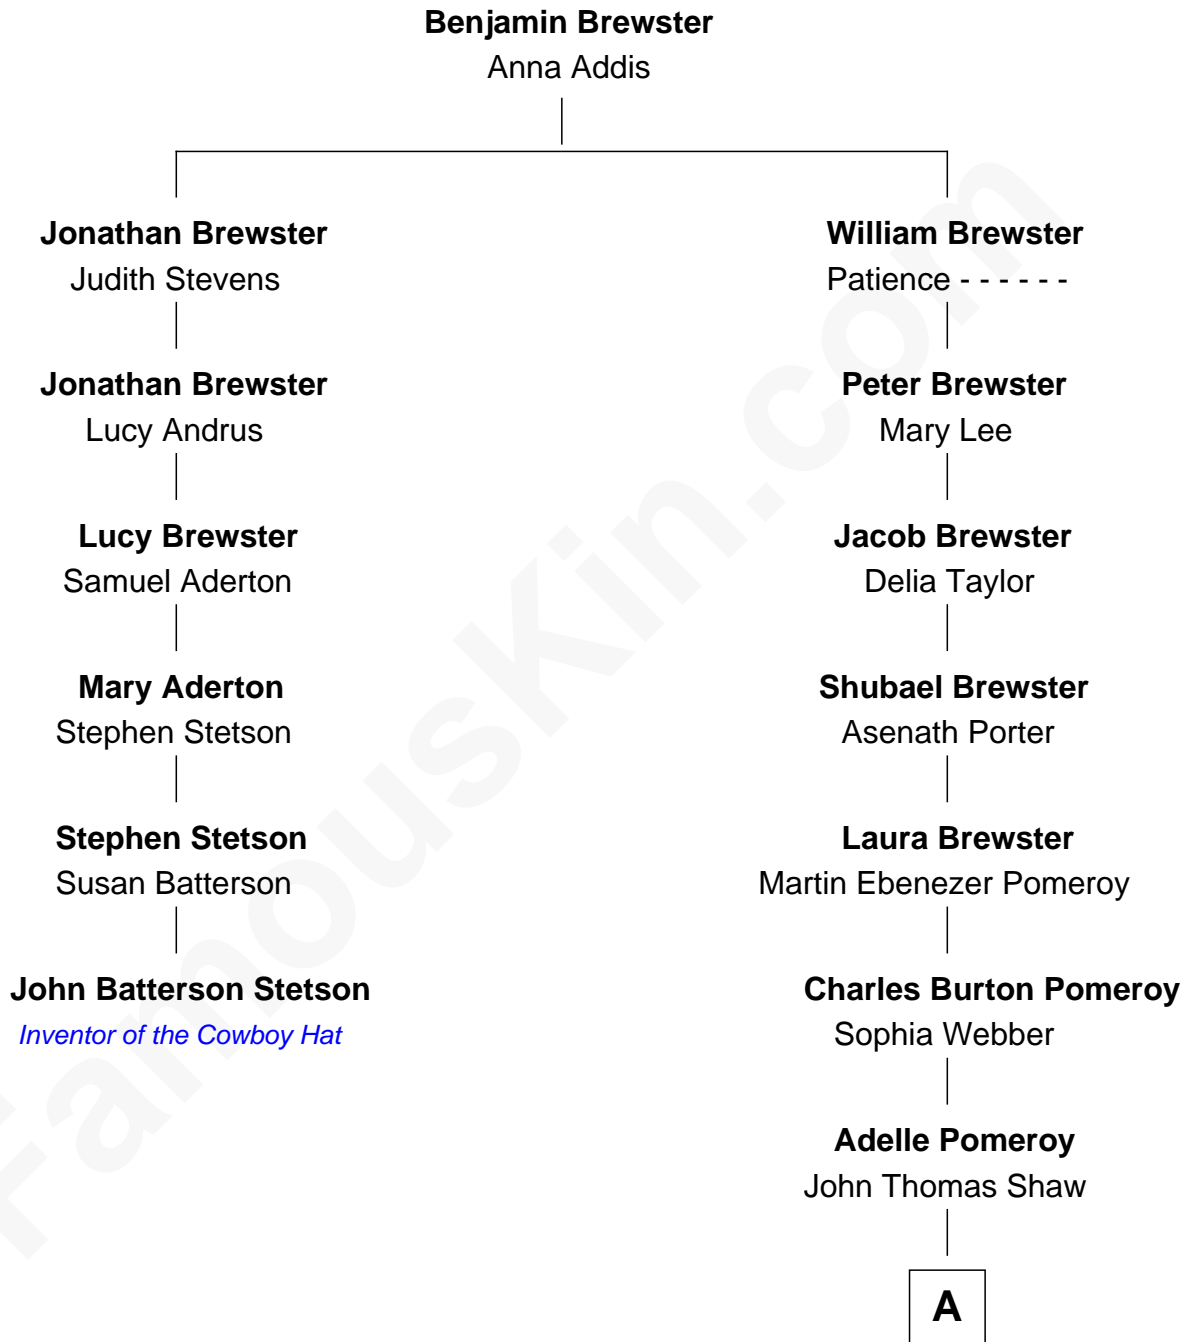 Benjamin Brewster
Anna Addis
Jonathan Brewster
Judith Stevens
William Brewster
Patience - - - - - -
Jonathan Brewster
Lucy Andrus
Peter Brewster
Mary Lee
Lucy Brewster
Samuel Aderton
Jacob Brewster
Delia Taylor
Mary Aderton
Stephen Stetson
Shubael Brewster
Asenath Porter
Stephen Stetson
Susan Batterson
Laura Brewster
Martin Ebenezer Pomeroy
John Batterson Stetson
Inventor of the Cowboy Hat
Charles Burton Pomeroy
Sophia Webber
Adelle Pomeroy
John Thomas Shaw
A
FamousKin.com